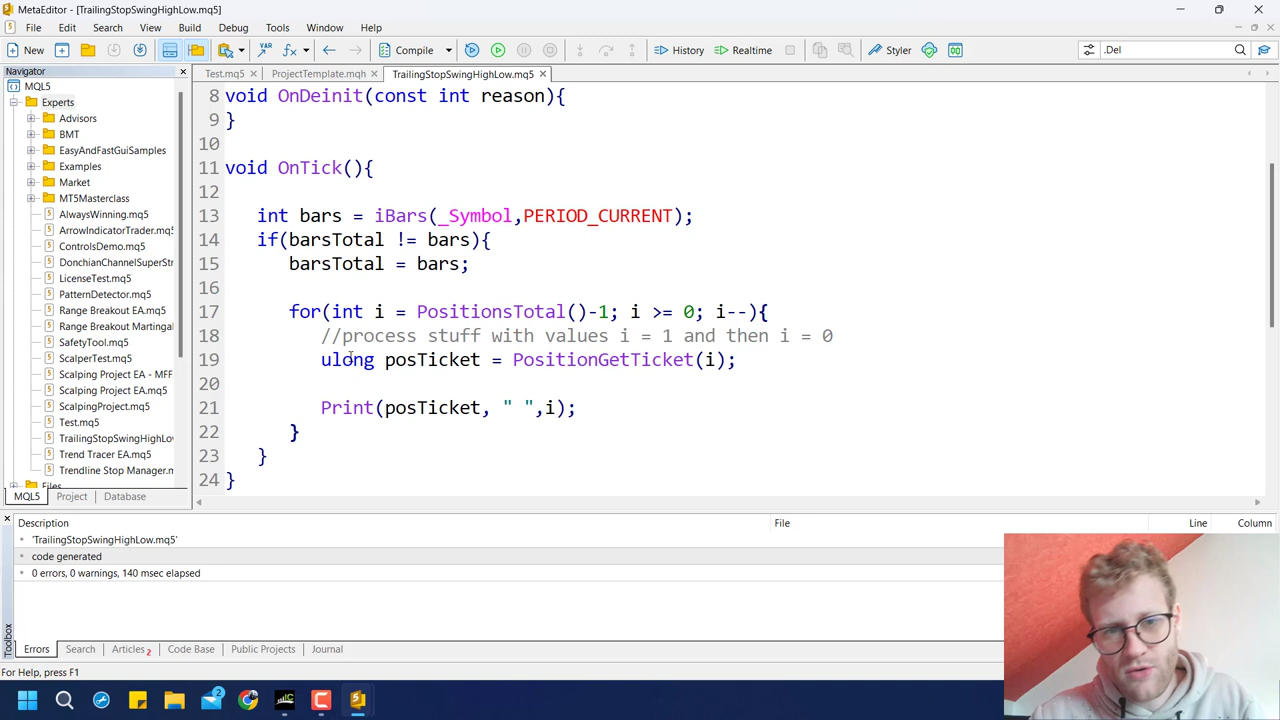 MetaEditor - [TrailingStopSwingHighLow.mq5]
File Edit Search View Build Debug Tools Window Help
New Compile History Realtime Styler .Del
Navigator
Test.mq5 ProjectTemplate.mqh TrailingStopSwingHighLow.mq5
MQL5
Experts
Advisors
BMT
EasyAndFastGuiSamples
Examples
Market
MT5Masterclass
AlwaysWinning.mq5
ArrowIndicatorTrader.mq5
ControlsDemo.mq5
DonchianChannelSuperStr
LicenseTest.mq5
PatternDetector.mq5
Range Breakout EA.mq5
Range Breakout Martingal
SafetyTool.mq5
ScalperTest.mq5
Scalping Project EA - MFF
Scalping Project EA.mq5
ScalpingProject.mq5
Test.mq5
TrailingStopSwingHighLov
Trend Tracer EA.mq5
Trendline Stop Manager.m
Files
MQL5 Project Database
8 void OnDeinit(const int reason){
9 }
10
11 void OnTick(){
12
13 int bars = iBars(_Symbol,PERIOD_CURRENT);
14 if(barsTotal != bars){
15 barsTotal = bars;
16
17 for(int i = PositionsTotal()-1; i >= 0; i--){
18 //process stuff with values i = 1 and then i = 0
19 ulong posTicket = PositionGetTicket(i);
20
21 Print(posTicket, " ",i);
22 }
23 }
24 }
Description File Line Column
'TrailingStopSwingHighLow.mq5'
code generated
0 errors, 0 warnings, 140 msec elapsed
Toolbox
Errors Search Articles 2 Code Base Public Projects Journal
For Help, press F1
2